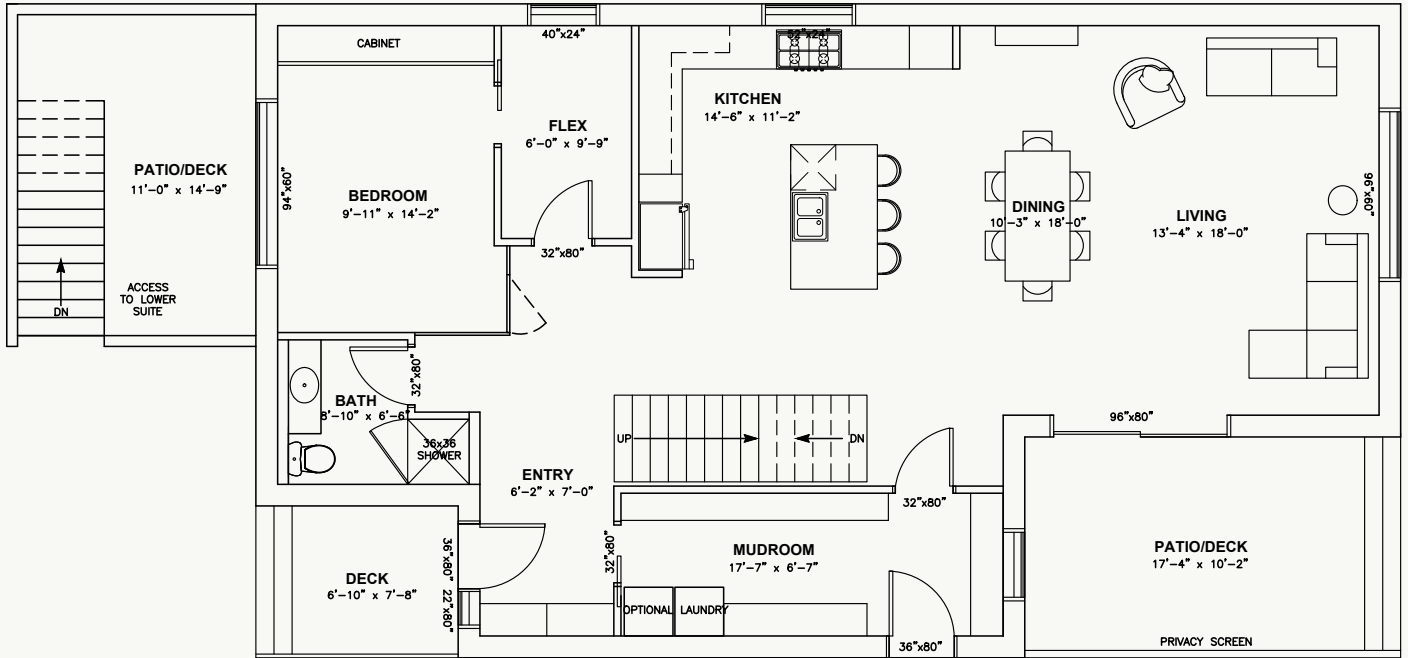 CABINET
40"x24"
52"x24"
KITCHEN
14'-6" x 11'-2"
FLEX
6'-0" x 9'-9"
PATIO/DECK
11'-0" x 14'-9"
94"x60"
BEDROOM
9'-11" x 14'-2"
DINING
10'-3" x 18'-0"
LIVING
13'-4" x 18'-0"
96"x60"
32"x80"
ACCESS
TO LOWER
SUITE
DN
32"x80"
BATH
8'-10" x 6'-6"
36x36
SHOWER
UP
DN
96"x80"
ENTRY
6'-2" x 7'-0"
32"x80"
32"x80"
MUDROOM
17'-7" x 6'-7"
PATIO/DECK
17'-4" x 10'-2"
36"x80"
DECK
6'-10" x 7'-8"
22"x80"
OPTIONAL LAUNDRY
36"x80"
PRIVACY SCREEN